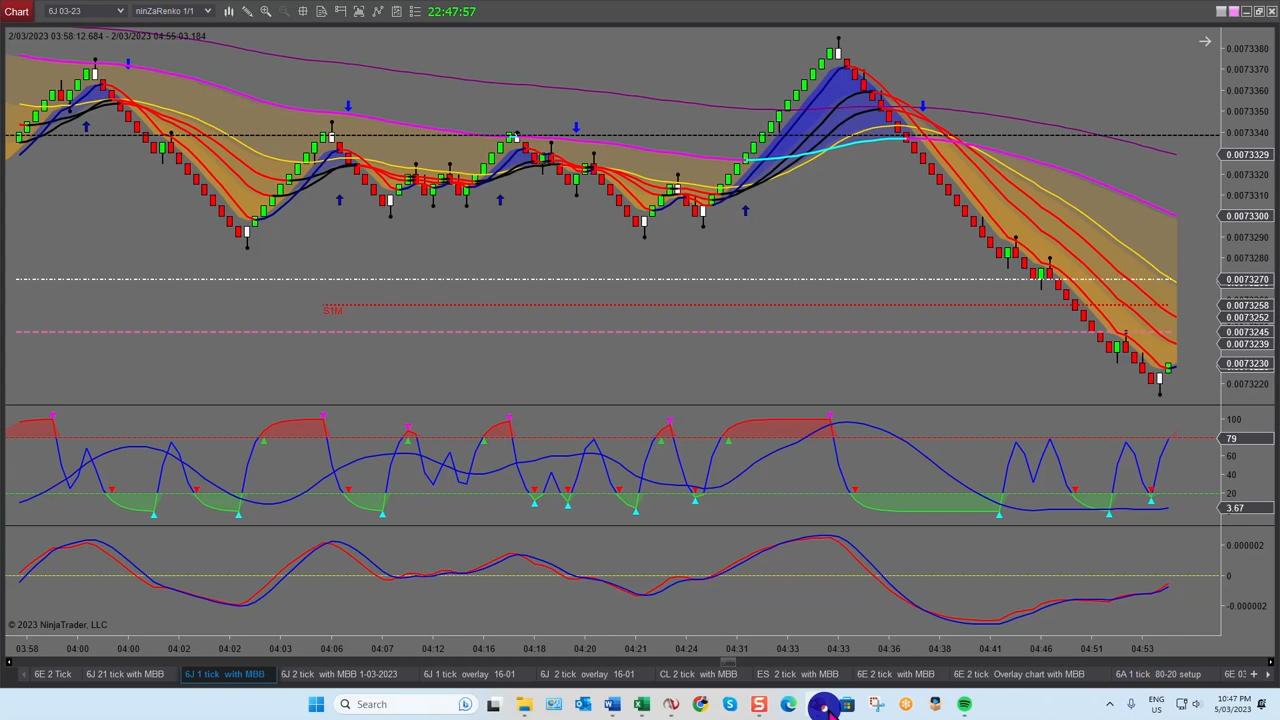 Chart 6J 03-23 ninZaRenko 1/1 22:47:57
2/03/2023 03:58:12.684 - 2/03/2023 04:55:03.184
0.0073380
0.0073370
0.0073360
0.0073350
0.0073340
0.0073329
0.0073320
0.0073310
0.0073300
0.0073290
0.0073280
0.0073270
S1M
0.0073258
0.0073252
0.0073245
0.0073239
0.0073230
0.0073220
100
79
60
40
20
3.67
0.000002
0
-0.000002
© 2023 NinjaTrader, LLC
03:58 04:00 04:00 04:02 04:02 04:06 04:07 04:12 04:16 04:18 04:18 04:21 04:24 04:31 04:33 04:33 04:36 04:38 04:41 04:46 04:51 04:53
6E 2 Tick 6J 21 tick with MBB 6J 1 tick with MBB 6J 2 tick with MBB 1-03-2023 6J 1 tick overlay 16-01 6J 2 tick overlay 16-01 CL 2 tick with MBB ES 2 tick with MBB 6E 2 tick with MBB 6E 2 tick Overlay chart with MBB 6A 1 tick 80-20 setup 6E
Search
ENG
US
10:47 PM
5/03/2023